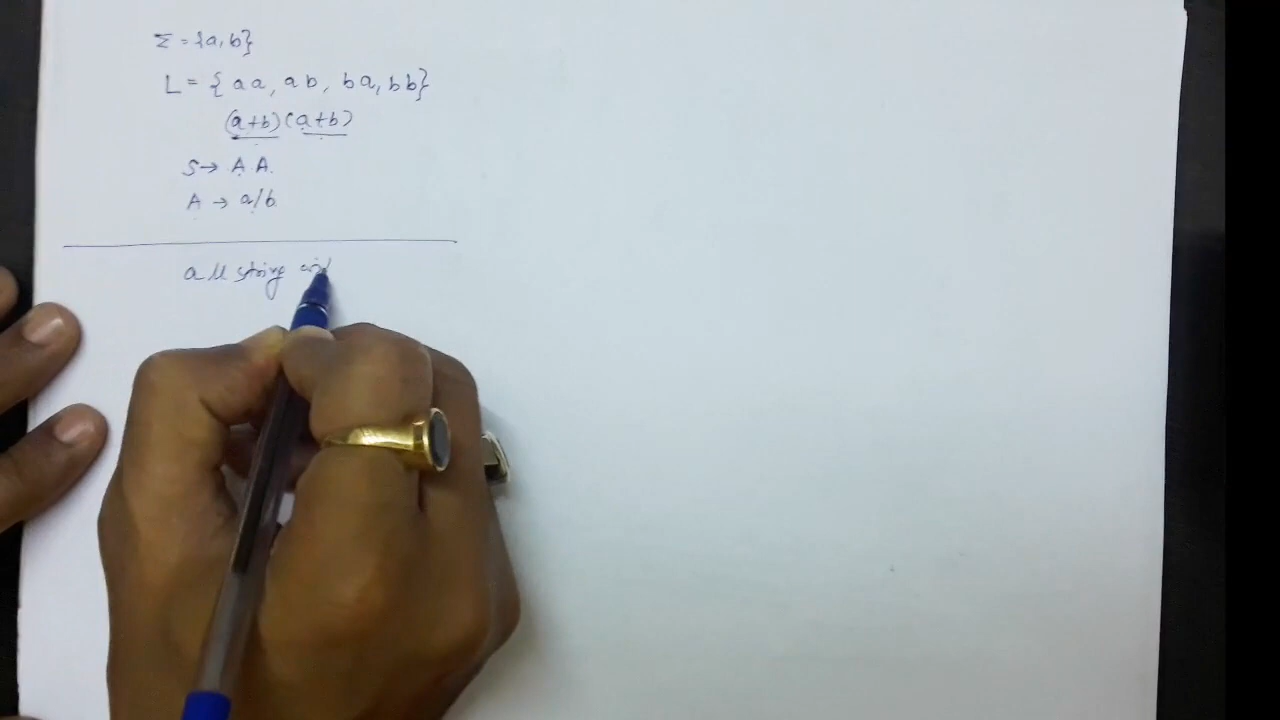 Σ = {a, b}
L = { aa, ab, ba, bb}
(a+b)(a+b)
S → A A.
A → a/b.
all string